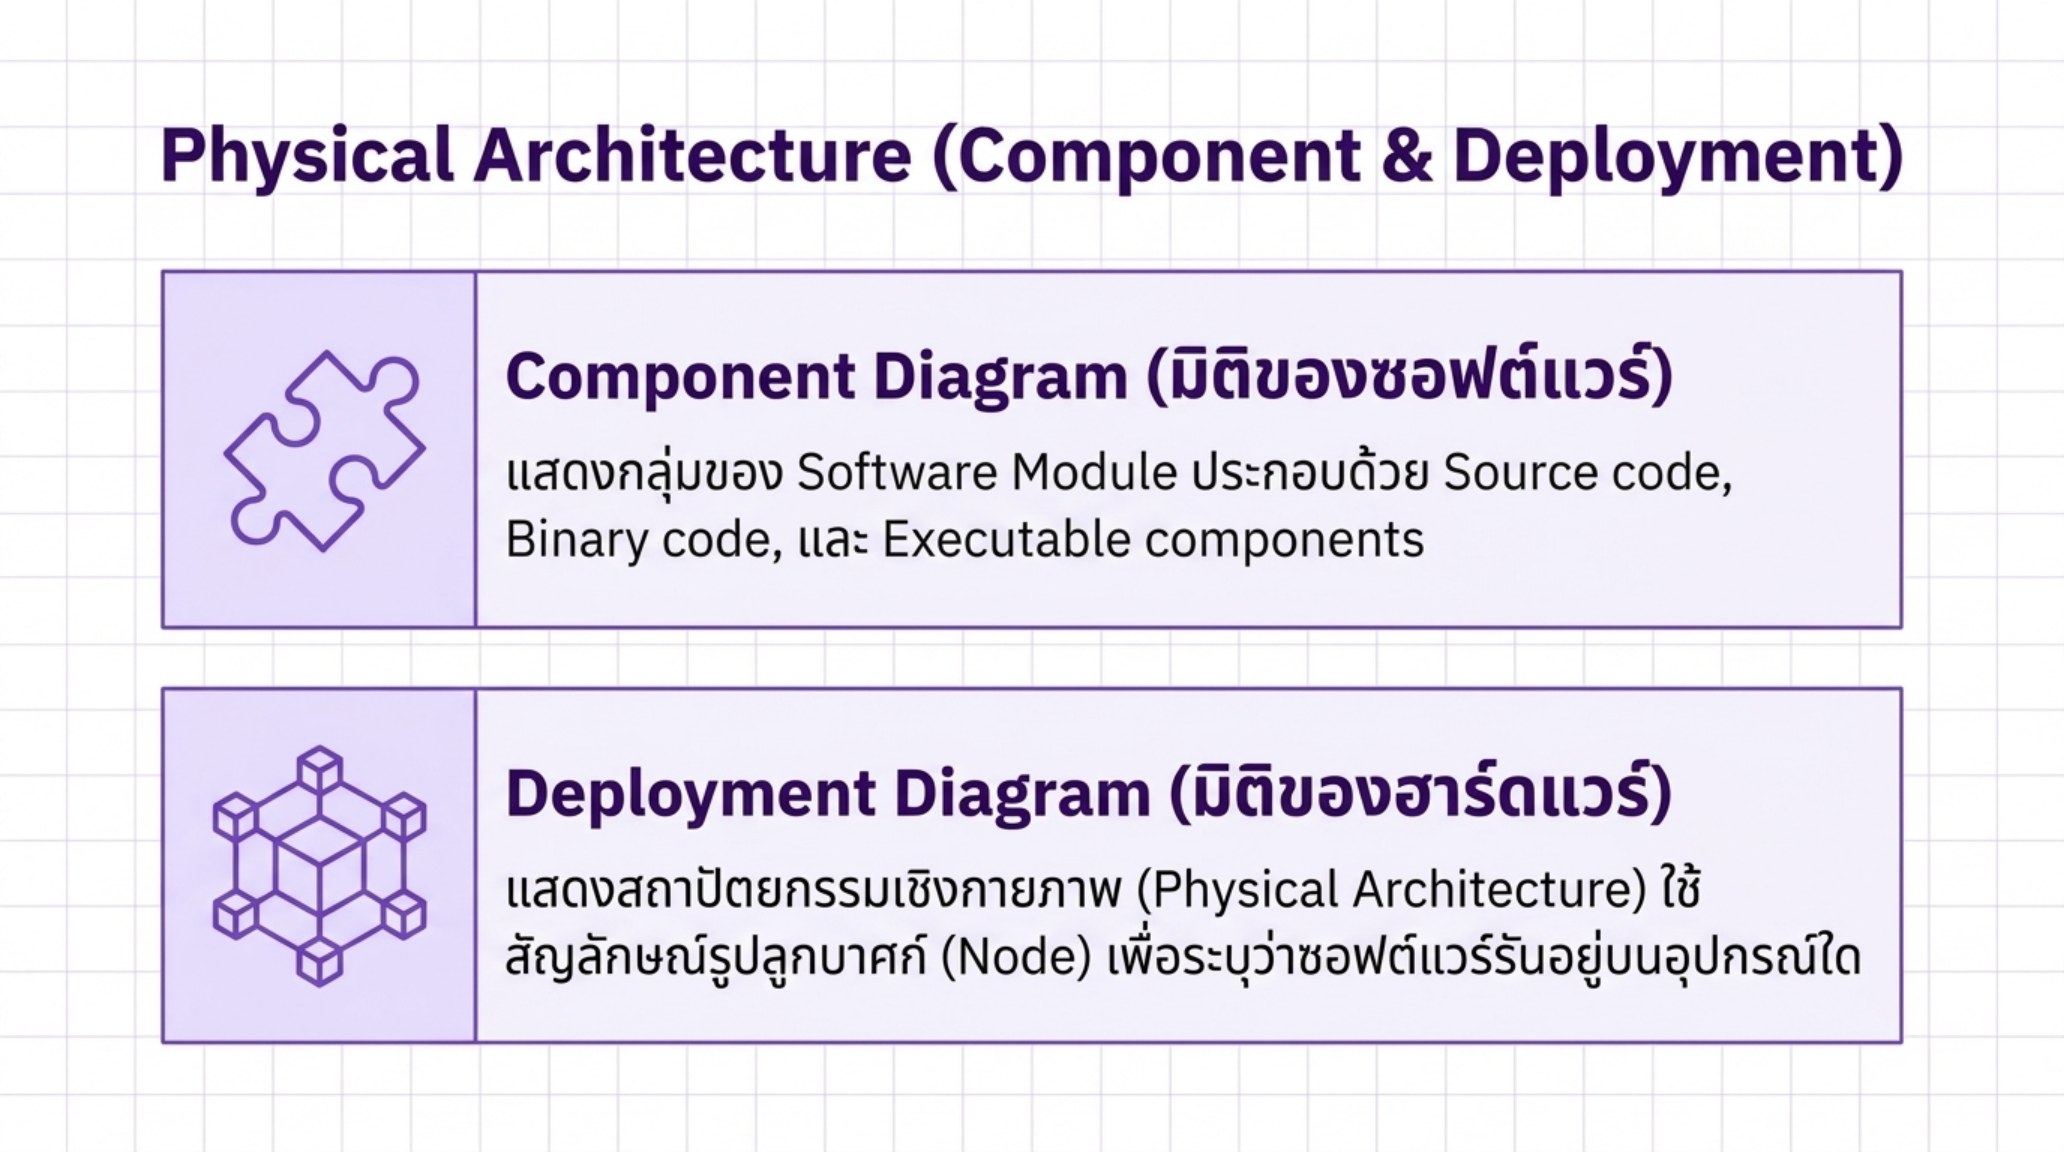 Physical Architecture (Component & Deployment)
Component Diagram (มิติของซอฟต์แวร์)
แสดงกลุ่มของ Software Module ประกอบด้วย Source code,
Binary code, และ Executable components
Deployment Diagram (มิติของฮาร์ดแวร์)
แสดงสถาปัตยกรรมเชิงกายภาพ (Physical Architecture) ใช้
สัญลักษณ์รูปลูกบาศก์ (Node) เพื่อระบุว่าซอฟต์แวร์รันอยู่บนอุปกรณ์ใด